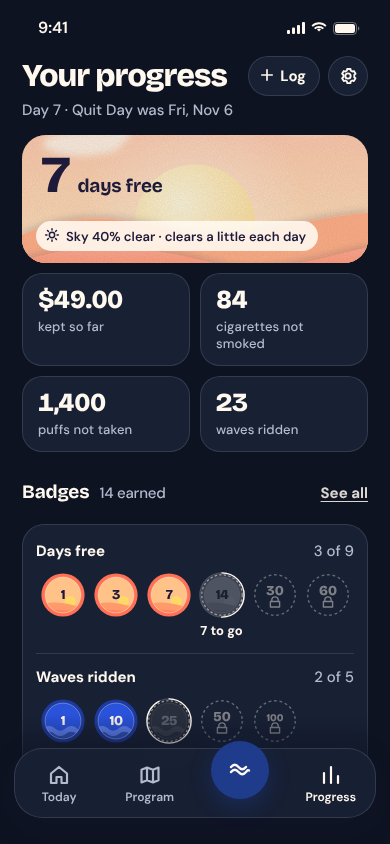 9:41
Your progress
+ Log
Day 7 · Quit Day was Fri, Nov 6
7 days free
Sky 40% clear · clears a little each day
$49.00
kept so far
84
cigarettes not
smoked
1,400
puffs not taken
23
waves ridden
Badges 14 earned
See all
Days free
3 of 9
1 3 7 14 30 60
7 to go
Waves ridden
2 of 5
1 10 25 50 100
Today
Program
Progress